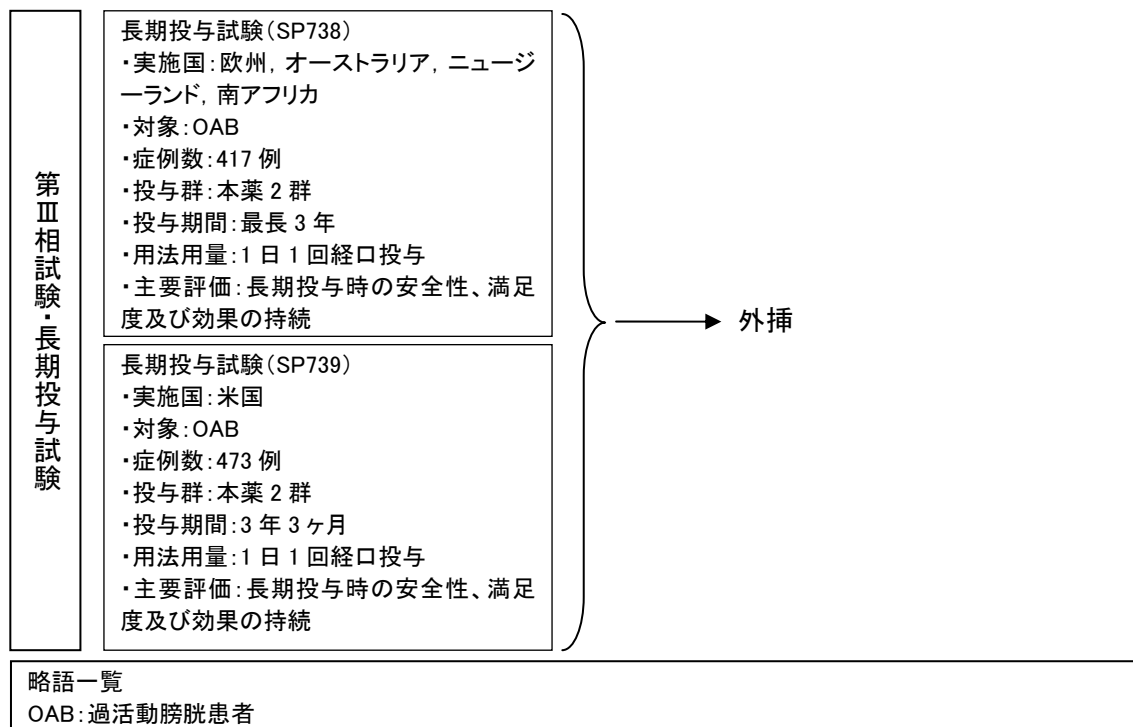 第Ⅲ相試験・長期投与試験
長期投与試験(SP738)
・実施国:欧州, オーストラリア, ニュージ
ーランド, 南アフリカ
・対象:OAB
・症例数:417 例
・投与群:本薬 2 群
・投与期間:最長 3 年
・用法用量:1 日 1 回経口投与
・主要評価:長期投与時の安全性、満足
度及び効果の持続
長期投与試験(SP739)
・実施国:米国
・対象:OAB
・症例数:473 例
・投与群:本薬 2 群
・投与期間:3 年 3 ヶ月
・用法用量:1 日 1 回経口投与
・主要評価:長期投与時の安全性、満足
度及び効果の持続
外挿
略語一覧
OAB:過活動膀胱患者